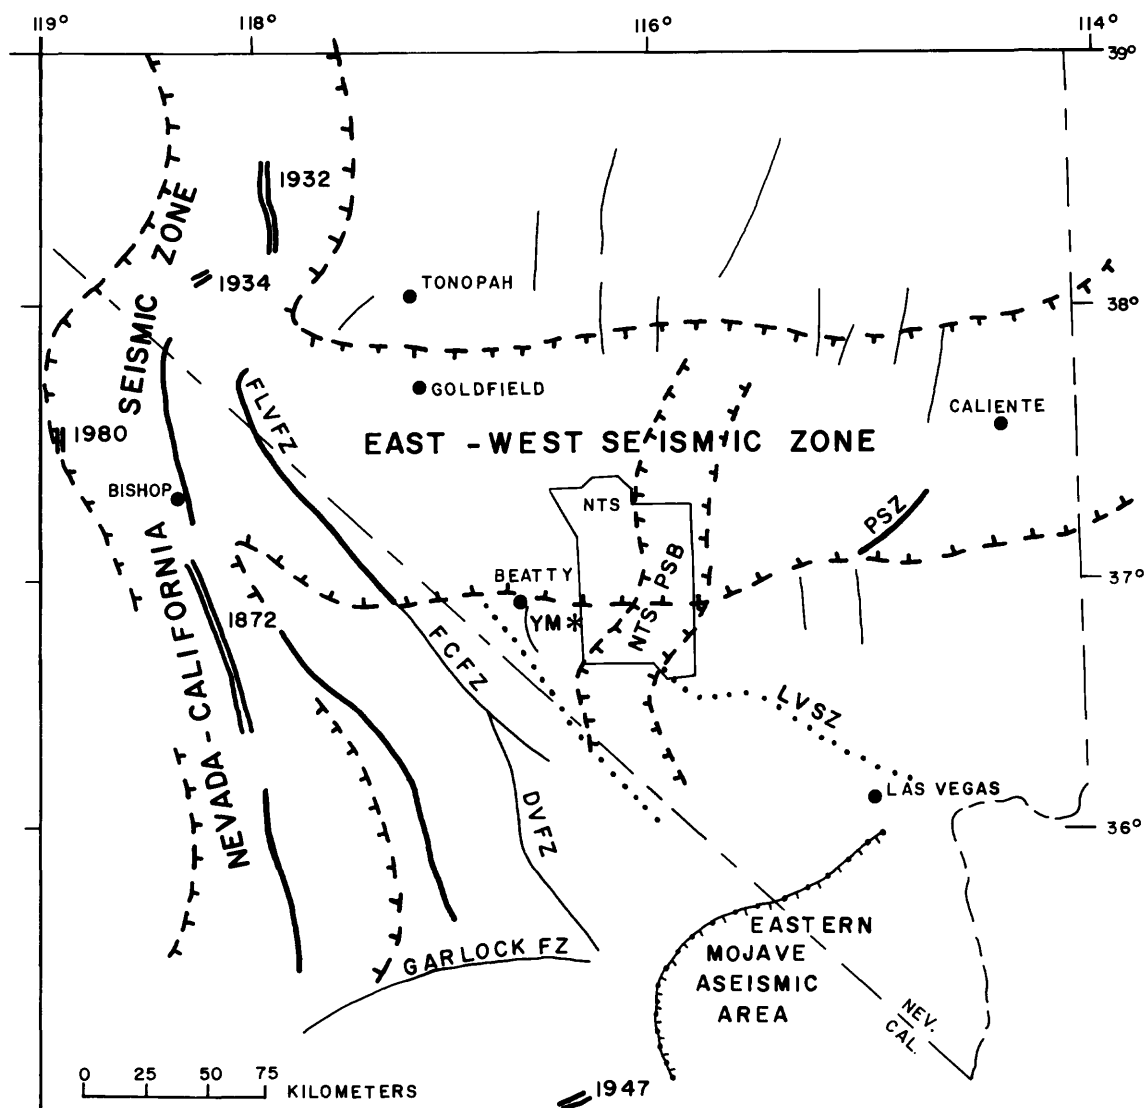 119°
118°
116°
114°
39°
1932
SEISMIC ZONE
1934
TONOPAH
38°
FLVFZ
GOLDFIELD
CALIENTE
1980
EAST - WEST SEISMIC ZONE
BISHOP
NTS
PSZ
BEATTY
NTS PSB
37°
1872
YM *
FCFZ
NEVADA - CALIFORNIA
LVSZ
LAS VEGAS
DVFZ
36°
EASTERN
MOJAVE
ASEISMIC
AREA
GARLOCK FZ
NEV.
CAL.
0 25 50 75
KILOMETERS
1947